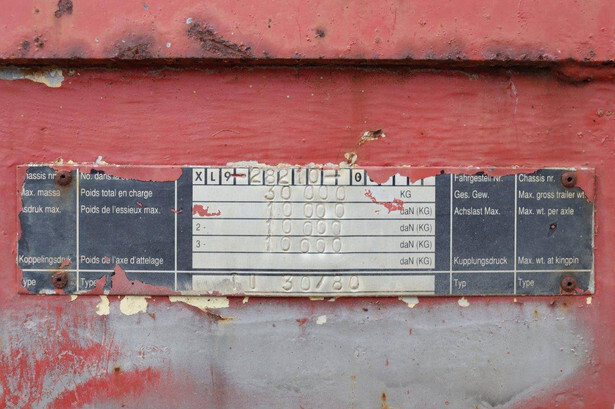 Chassis nr. No. dans la XL9 28210 0 Fahrgestell Nr. Chassis nr.
Max. massa Poids total en charge 30 000 KG Ges. Gew. Max. gross trailer wt.
Asdruk max. Poids de l'essieux max. 10 000 daN (KG) Achslast Max. Max. wt. per axle
2- 10 000 daN (KG)
3- 10 000 daN (KG)
Koppelingsdruk Poids de l'axe d'attelage daN (KG) Kupplungsdruk Max. wt. at kingpin
Type Type 30/80 Typ Type